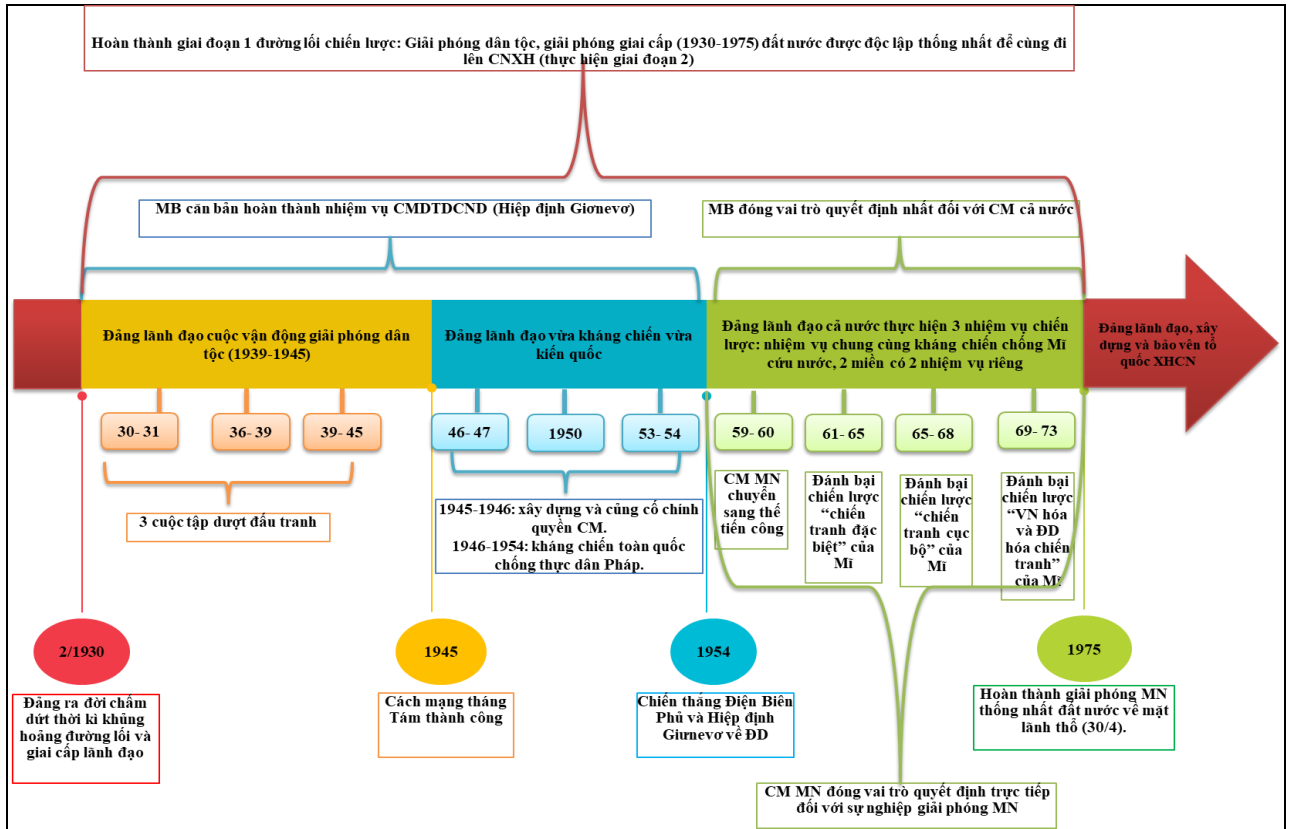 Hoàn thành giai đoạn 1 đường lối chiến lược: Giải phóng dân tộc, giải phóng giai cấp (1930-1975) đất nước được độc lập thống nhất để cùng đi
lên CNXH (thực hiện giai đoạn 2)
MB căn bản hoàn thành nhiệm vụ CMDTDCND (Hiệp định Giơnevơ)
MB đóng vai trò quyết định nhất đối với CM cả nước
Đảng lãnh đạo cuộc vận động giải phóng dân
tộc (1939-1945)
Đảng lãnh đạo vừa kháng chiến vừa
kiến quốc
Đảng lãnh đạo cả nước thực hiện 3 nhiệm vụ chiến
lược: nhiệm vụ chung cùng kháng chiến chống Mĩ
cứu nước, 2 miền có 2 nhiệm vụ riêng
Đảng lãnh đạo, xây
dựng và bảo vên tổ
quốc XHCN
30- 31
36- 39
39- 45
46- 47
1950
53- 54
59- 60
61- 65
65- 68
69- 73
3 cuộc tập dượt đấu tranh
1945-1946: xây dựng và củng cố chính
quyền CM.
1946-1954: kháng chiến toàn quốc
chống thực dân Pháp.
CM MN
chuyển
sang thế
tiến công
Đánh bại
chiến lược
“chiến
tranh đặc
biệt” của
Mĩ
Đánh bại
chiến lược
“chiến
tranh cục
bộ” của
Mĩ
Đánh bại
chiến lược
“VN hóa
và ĐD
hóa chiến
tranh”
của Mĩ
2/1930
1945
1954
1975
Đảng ra đời chấm
dứt thời kì khủng
hoảng đường lối và
giai cấp lãnh đạo
Cách mạng tháng
Tám thành công
Chiến thắng Điện Biên
Phủ và Hiệp định
Giưnevơ về ĐD
Hoàn thành giải phóng MN
thống nhất đất nước về mặt
lãnh thổ (30/4).
CM MN đóng vai trò quyết định trực tiếp
đối với sự nghiệp giải phóng MN